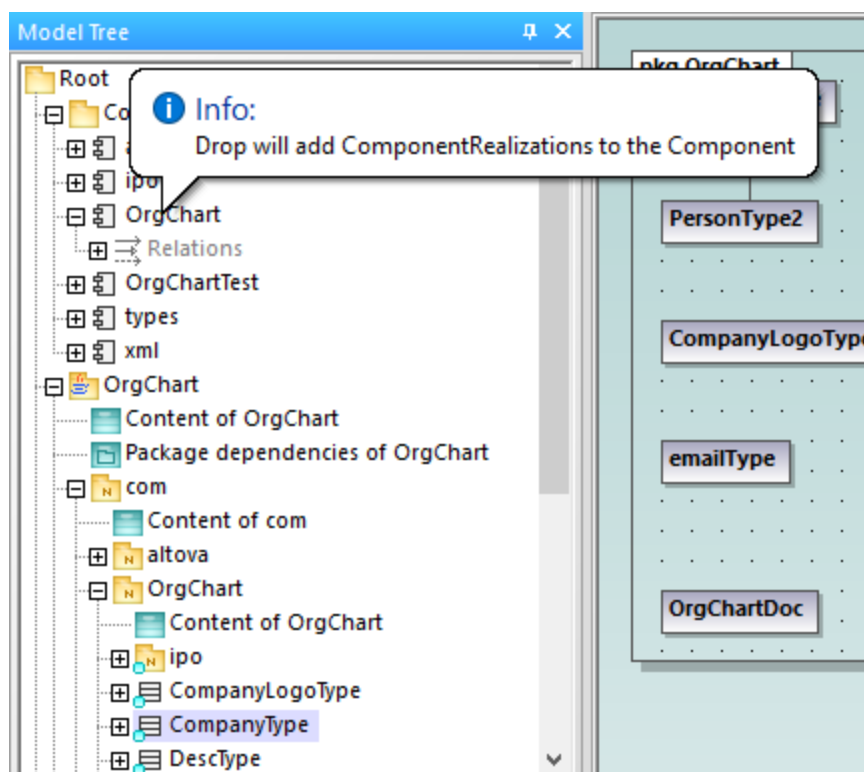 Model Tree
Root
Info:
Drop will add ComponentRealizations to the Component
ipo
OrgChart
Relations
OrgChartTest
types
xml
OrgChart
Content of OrgChart
Package dependencies of OrgChart
com
Content of com
altova
OrgChart
Content of OrgChart
ipo
CompanyLogoType
CompanyType
DescType
pkg OrgChart
PersonType2
CompanyLogoType
emailType
OrgChartDoc